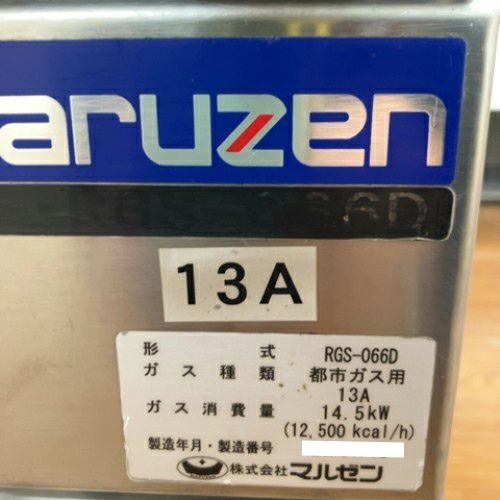 aruzen
66D
13A
形 式 RGS-066D
ガス種類 都市ガス用
13A
ガス消費量 14.5kW
(12,500 kcal/h)
製造年月・製造番号
株式会社マルゼン